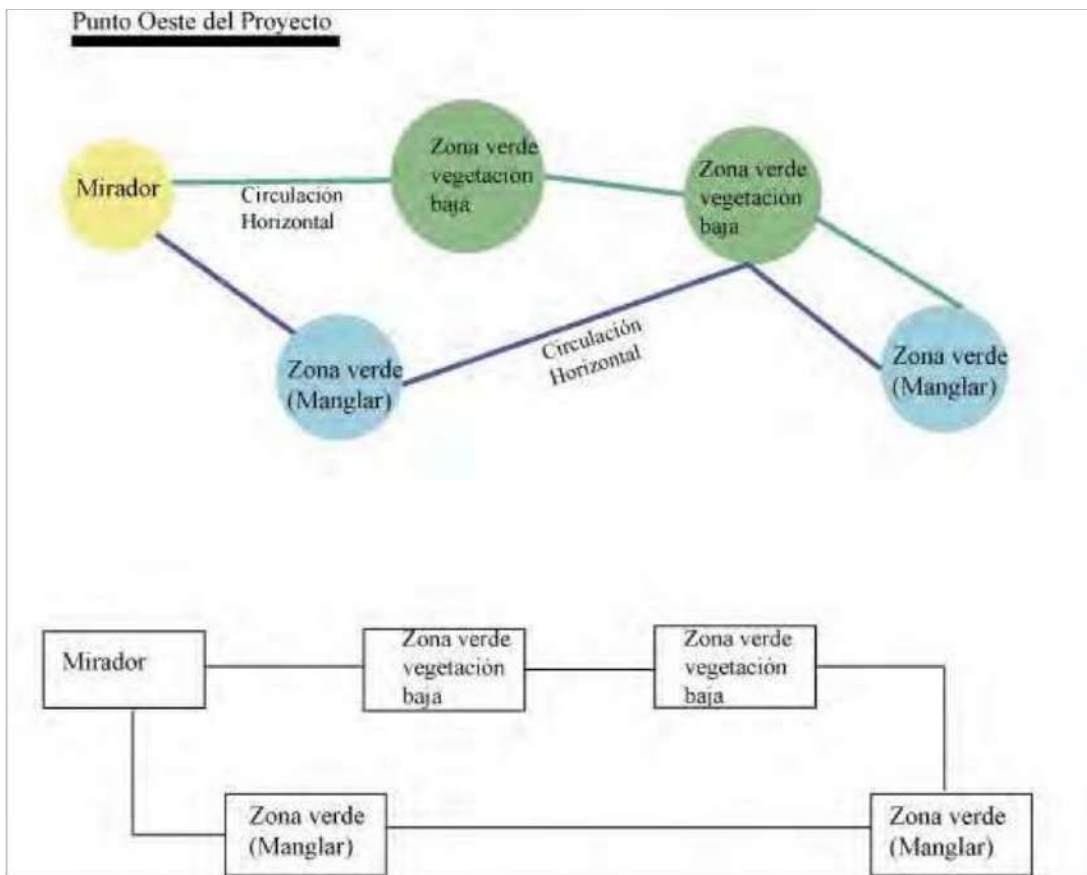 Punto Oeste del Proyecto
Mirador
Circulación
Horizontal
Zona verde
vegetación
baja
Zona verde
vegetación
baja
Zona verde
(Manglar)
Circulación
Horizontal
Zona verde
(Manglar)
Mirador
Zona verde
vegetación
baja
Zona verde
vegetación
baja
Zona verde
(Manglar)
Zona verde
(Manglar)